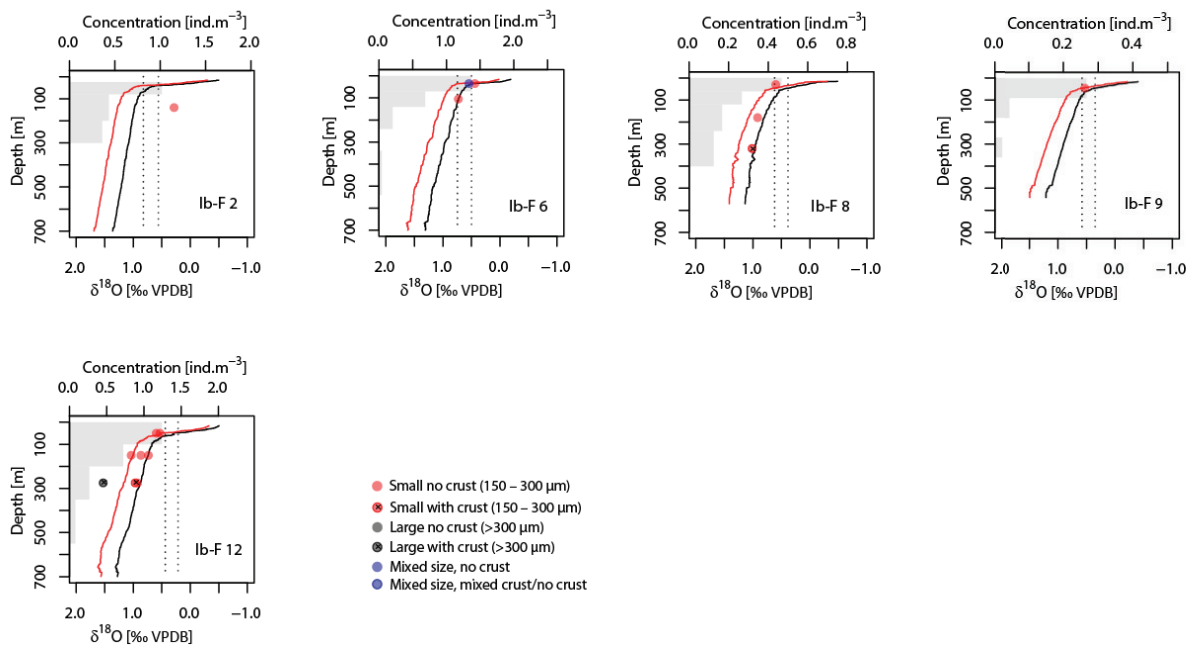 Concentration [ind.m−3]
0.0 0.5 1.0 1.5 2.0
Depth [m]
100
300
500
700
Ib-F 2
2.0 1.0 0.0 −1.0
δ18O [‰ VPDB]
Concentration [ind.m−3]
0.0 1.0 2.0
Depth [m]
100
300
500
700
Ib-F 6
2.0 1.0 0.0 −1.0
δ18O [‰ VPDB]
Concentration [ind.m−3]
0.0 0.2 0.4 0.6 0.8
Depth [m]
100
300
500
700
Ib-F 8
2.0 1.0 0.0 −1.0
δ18O [‰ VPDB]
Concentration [ind.m−3]
0.0 0.2 0.4
Depth [m]
100
300
500
700
Ib-F 9
2.0 1.0 0.0 −1.0
δ18O [‰ VPDB]
Concentration [ind.m−3]
0.0 0.5 1.0 1.5 2.0
Depth [m]
100
300
500
700
Ib-F 12
2.0 1.0 0.0 −1.0
δ18O [‰ VPDB]
Small no crust (150 – 300 μm)
Small with crust (150 – 300 μm)
Large no crust (>300 μm)
Large with crust (>300 μm)
Mixed size, no crust
Mixed size, mixed crust/no crust